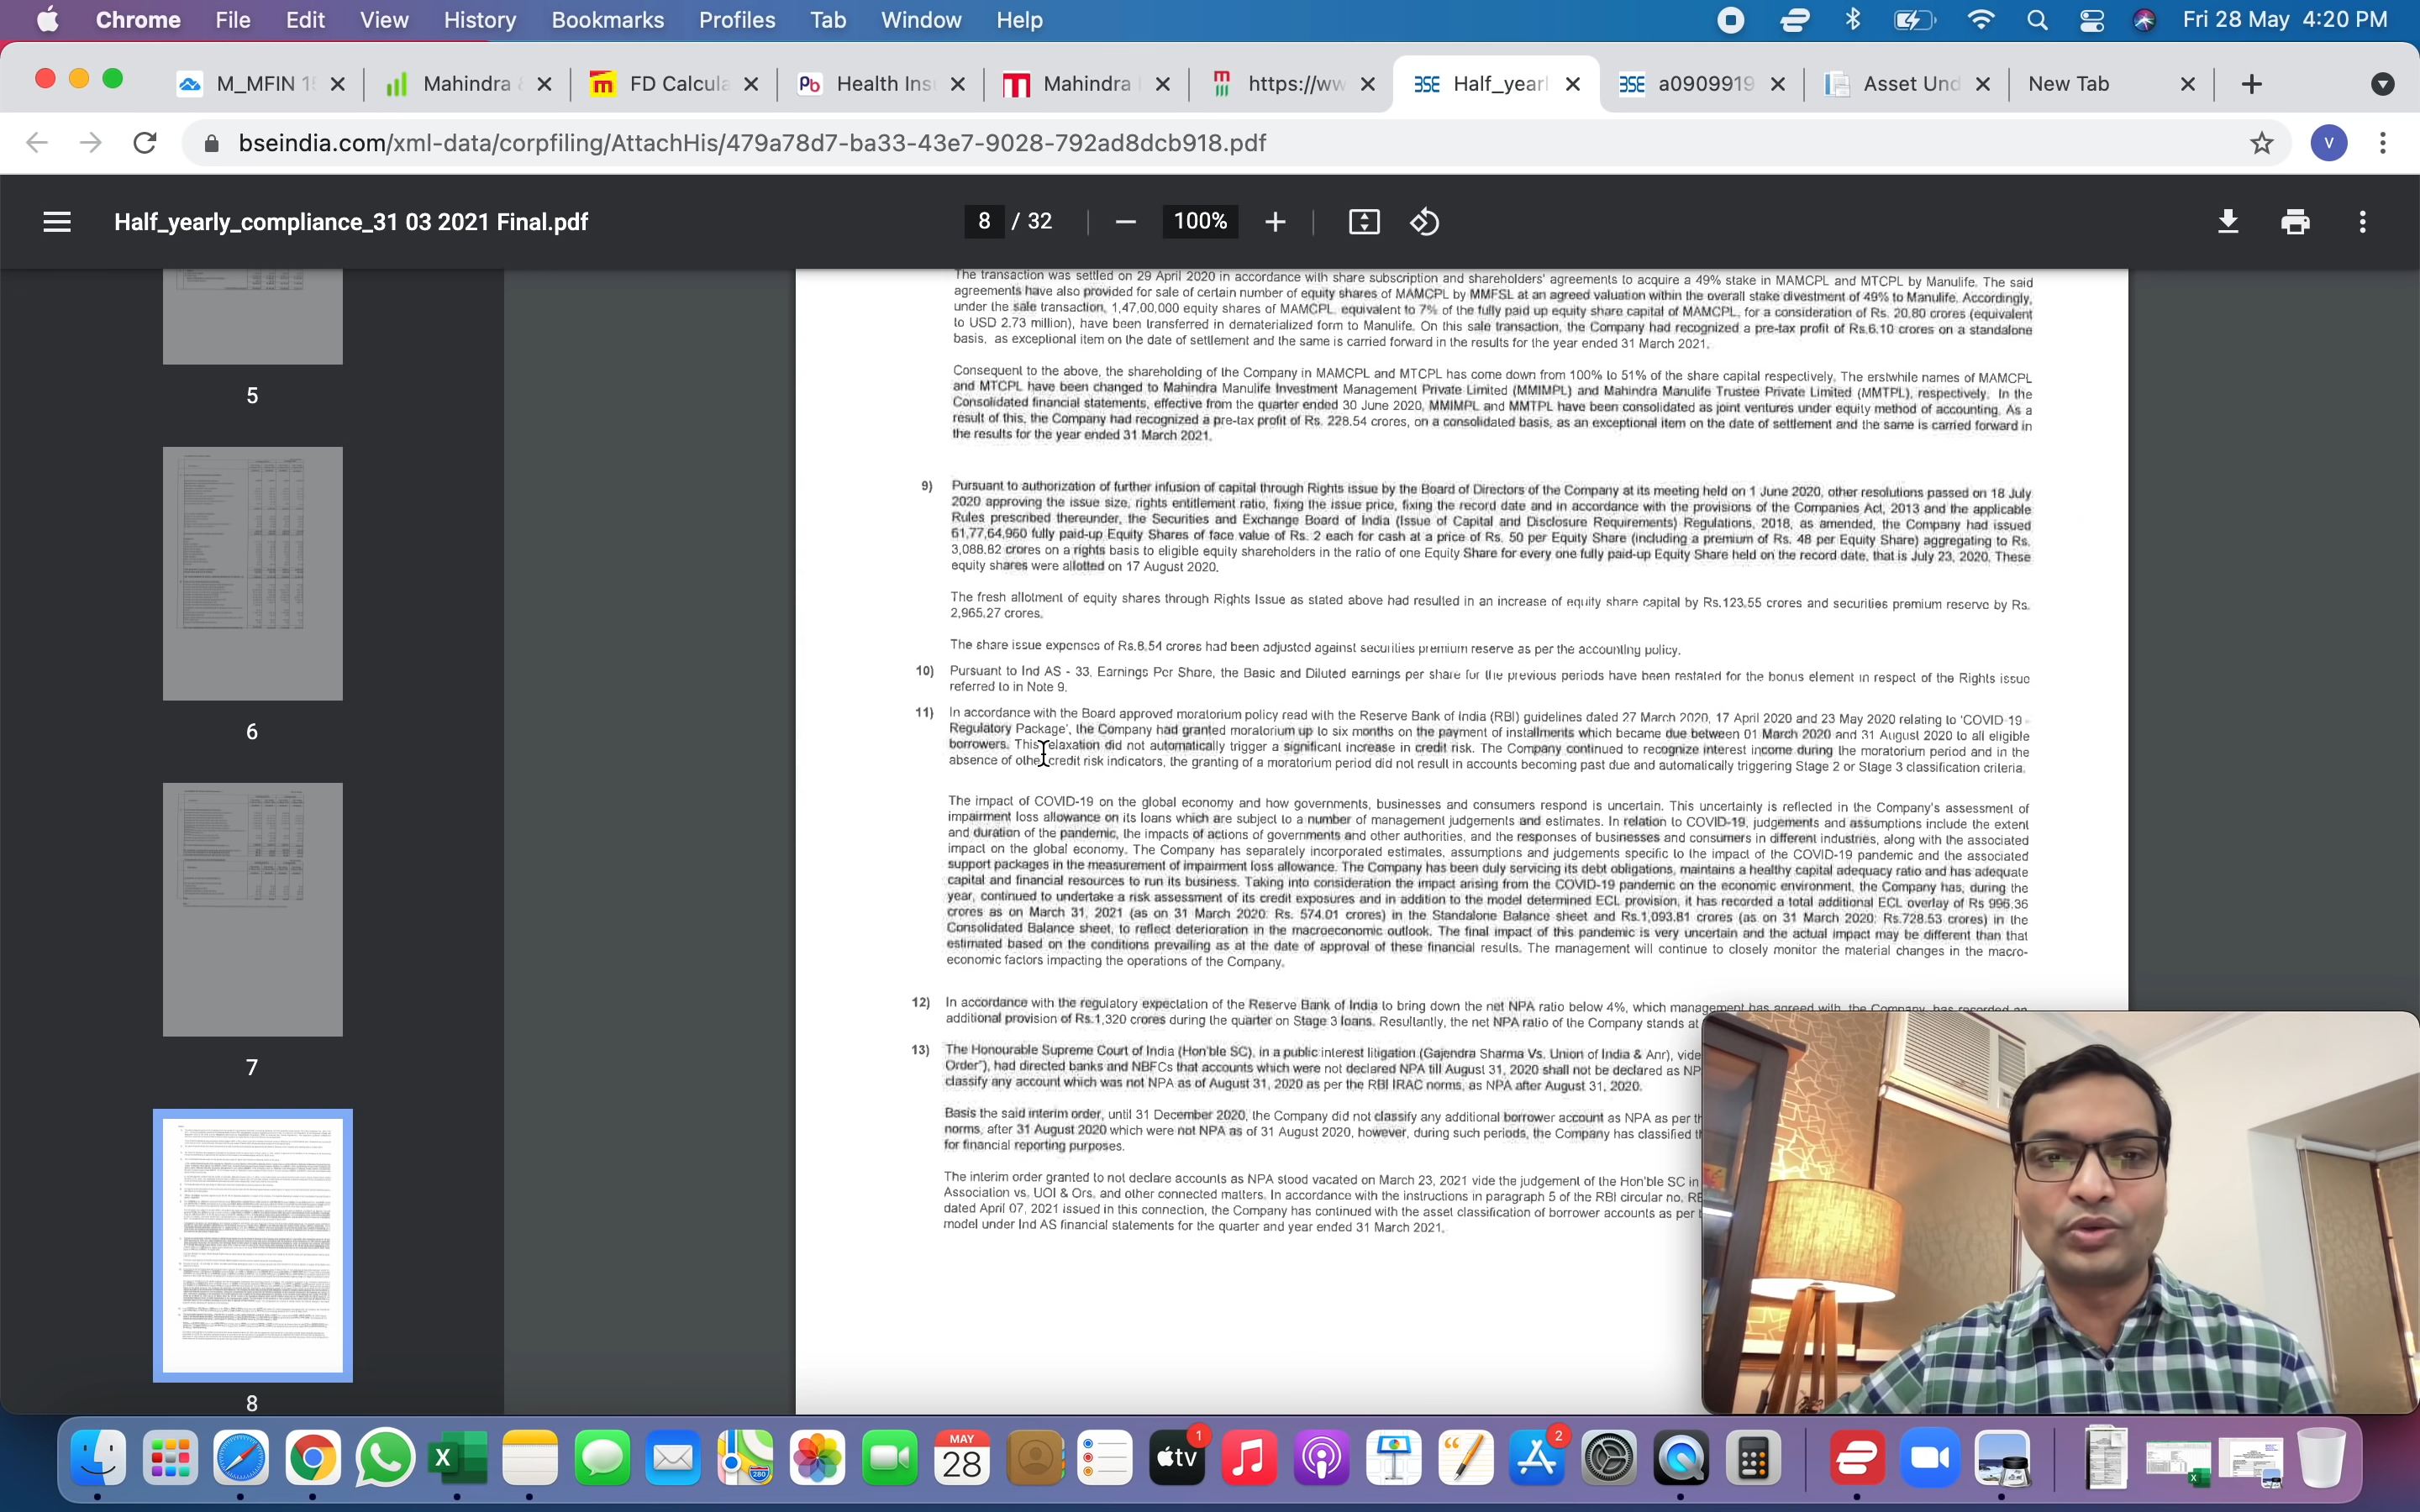 Chrome File Edit View History Bookmarks Profiles Tab Window Help Fri 28 May 4:20 PM
M_MFIN 15 Mahindra & FD Calcula Health Ins Mahindra https://ww Half_yearl a0909919 Asset Und New Tab
bseindia.com/xml-data/corpfiling/AttachHis/479a78d7-ba33-43e7-9028-792ad8dcb918.pdf V
Half_yearly_compliance_31 03 2021 Final.pdf 8 / 32 100%
5
6
7
8
The transaction was settled on 29 April 2020 in accordance with share subscription and shareholders' agreements to acquire a 49% stake in MAMCPL and MTCPL by Manulife. The said
agreements have also provided for sale of certain number of equity shares of MAMCPL by MMFSL at an agreed valuation within the overall stake divestment of 49% to Manulife. Accordingly,
under the sale transaction, 1,47,00,000 equity shares of MAMCPL, equivalent to 7% of the fully paid up equity share capital of MAMCPL, for a consideration of Rs. 20.80 crores (equivalent
to USD 2.73 million), have been transferred in dematerialized form to Manulife. On this sale transaction, the Company had recognized a pre-tax profit of Rs.6.10 crores on a standalone
basis, as exceptional item on the date of settlement and the same is carried forward in the results for the year ended 31 March 2021.
Consequent to the above, the shareholding of the Company in MAMCPL and MTCPL has come down from 100% to 51% of the share capital respectively. The erstwhile names of MAMCPL
and MTCPL have been changed to Mahindra Manulife Investment Management Private Limited (MMIMPL) and Mahindra Manulife Trustee Private Limited (MMTPL), respectively. In the
Consolidated financial statements, effective from the quarter ended 30 June 2020, MMIMPL and MMTPL have been consolidated as joint ventures under equity method of accounting. As a
result of this, the Company had recognized a pre-tax profit of Rs. 228.54 crores, on a consolidated basis, as an exceptional item on the date of settlement and the same is carried forward in
the results for the year ended 31 March 2021.
9) Pursuant to authorization of further infusion of capital through Rights issue by the Board of Directors of the Company at its meeting held on 1 June 2020, other resolutions passed on 18 July
2020 approving the issue size, rights entitlement ratio, fixing the issue price, fixing the record date and in accordance with the provisions of the Companies Act, 2013 and the applicable
Rules prescribed thereunder, the Securities and Exchange Board of India (Issue of Capital and Disclosure Requirements) Regulations, 2018, as amended, the Company had issued
61,77,64,960 fully paid-up Equity Shares of face value of Rs. 2 each for cash at a price of Rs. 50 per Equity Share (including a premium of Rs. 48 per Equity Share) aggregating to Rs.
3,088.82 crores on a rights basis to eligible equity shareholders in the ratio of one Equity Share for every one fully paid-up Equity Share held on the record date, that is July 23, 2020. These
equity shares were allotted on 17 August 2020.
The fresh allotment of equity shares through Rights Issue as stated above had resulted in an increase of equity share capital by Rs.123.55 crores and securities premium reserve by Rs.
2,965.27 crores.
The share issue expenses of Rs.8.54 crores had been adjusted against securities premium reserve as per the accounting policy.
10) Pursuant to Ind AS - 33, Earnings Per Share, the Basic and Diluted earnings per share for the previous periods have been restated for the bonus element in respect of the Rights issue
referred to in Note 9.
11) In accordance with the Board approved moratorium policy read with the Reserve Bank of India (RBI) guidelines dated 27 March 2020, 17 April 2020 and 23 May 2020 relating to 'COVID-19 -
Regulatory Package', the Company had granted moratorium up to six months on the payment of installments which became due between 01 March 2020 and 31 August 2020 to all eligible
borrowers. This relaxation did not automatically trigger a significant increase in credit risk. The Company continued to recognize interest income during the moratorium period and in the
absence of other credit risk indicators, the granting of a moratorium period did not result in accounts becoming past due and automatically triggering Stage 2 or Stage 3 classification criteria.
The impact of COVID-19 on the global economy and how governments, businesses and consumers respond is uncertain. This uncertainty is reflected in the Company's assessment of
impairment loss allowance on its loans which are subject to a number of management judgements and estimates. In relation to COVID-19, judgements and assumptions include the extent
and duration of the pandemic, the impacts of actions of governments and other authorities, and the responses of businesses and consumers in different industries, along with the associated
impact on the global economy. The Company has separately incorporated estimates, assumptions and judgements specific to the impact of the COVID-19 pandemic and the associated
support packages in the measurement of impairment loss allowance. The Company has been duly servicing its debt obligations, maintains a healthy capital adequacy ratio and has adequate
capital and financial resources to run its business. Taking into consideration the impact arising from the COVID-19 pandemic on the economic environment, the Company has, during the
year, continued to undertake a risk assessment of its credit exposures and in addition to the model determined ECL provision, it has recorded a total additional ECL overlay of Rs 996.36
crores as on March 31, 2021 (as on 31 March 2020: Rs. 574.01 crores) in the Standalone Balance sheet and Rs.1,093.81 crores (as on 31 March 2020: Rs.728.53 crores) in the
Consolidated Balance sheet, to reflect deterioration in the macroeconomic outlook. The final impact of this pandemic is very uncertain and the actual impact may be different than that
estimated based on the conditions prevailing as at the date of approval of these financial results. The management will continue to closely monitor the material changes in the macro-
economic factors impacting the operations of the Company.
12) In accordance with the regulatory expectation of the Reserve Bank of India to bring down the net NPA ratio below 4%, which management has agreed with, the Company has recorded an
additional provision of Rs.1,320 crores during the quarter on Stage 3 loans. Resultantly, the net NPA ratio of the Company stands at
13) The Honourable Supreme Court of India (Hon'ble SC), in a public interest litigation (Gajendra Sharma Vs. Union of India & Anr), vide
Order"), had directed banks and NBFCs that accounts which were not declared NPA till August 31, 2020 shall not be declared as NP
classify any account which was not NPA as of August 31, 2020 as per the RBI IRAC norms, as NPA after August 31, 2020.
Basis the said interim order, until 31 December 2020, the Company did not classify any additional borrower account as NPA as per th
norms, after 31 August 2020 which were not NPA as of 31 August 2020, however, during such periods, the Company has classified th
for financial reporting purposes.
The interim order granted to not declare accounts as NPA stood vacated on March 23, 2021 vide the judgement of the Hon'ble SC in
Association vs. UOI & Ors. and other connected matters. In accordance with the instructions in paragraph 5 of the RBI circular no. RB
dated April 07, 2021 issued in this connection, the Company has continued with the asset classification of borrower accounts as per t
model under Ind AS financial statements for the quarter and year ended 31 March 2021.
MAY
28
280
tv
1
2